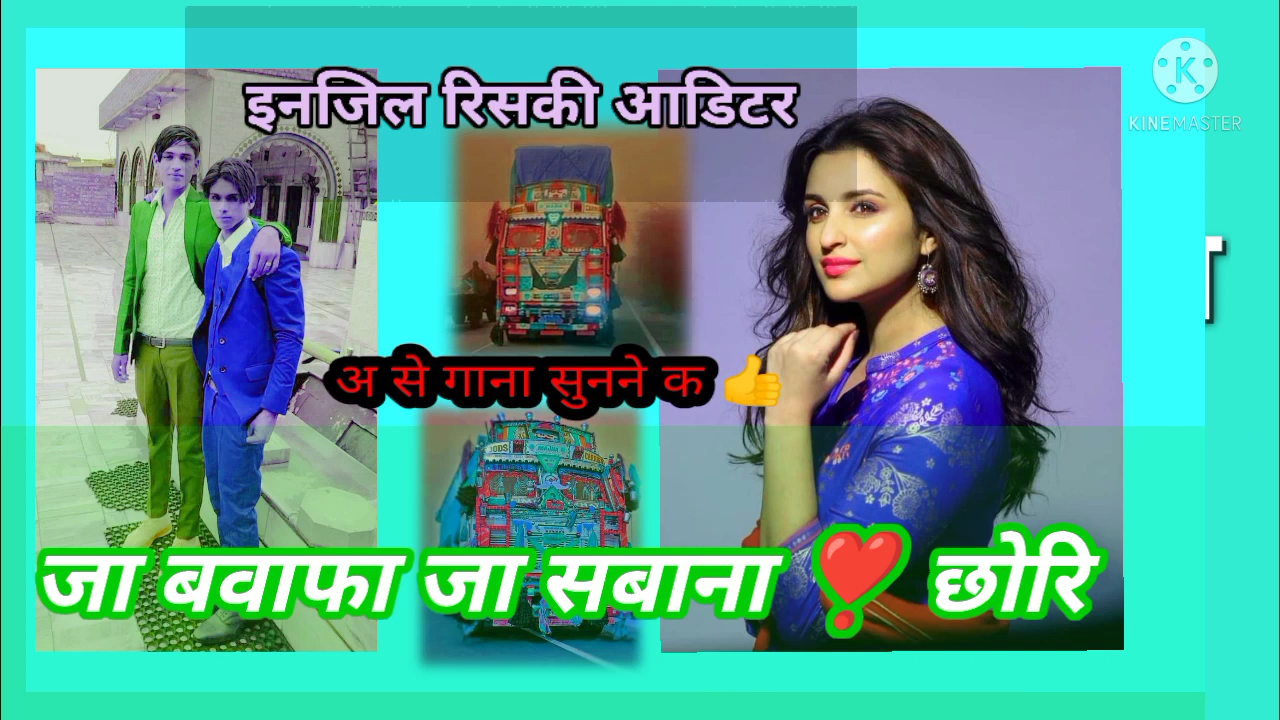 इनजिल रिसकी आडिटर
KINEMASTER
अ से गाना सुनने क 👍
जा बवाफा जा सबाना ❣️ छोरि